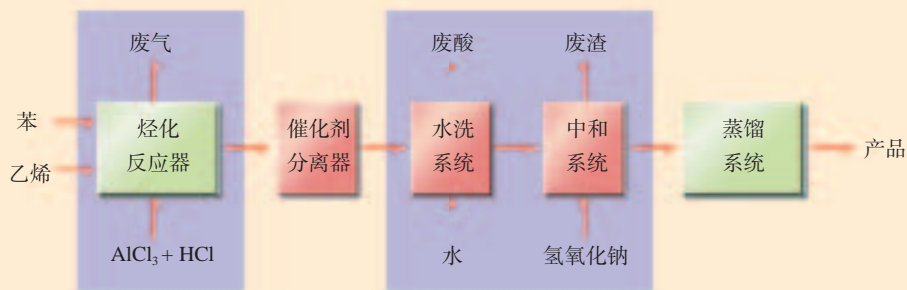 废气
废酸
废渣
苯
乙烯
烃化
反应器
催化剂
分离器
水洗
系统
中和
系统
蒸馏
系统
产品
AlCl₃ + HCl
水
氢氧化钠